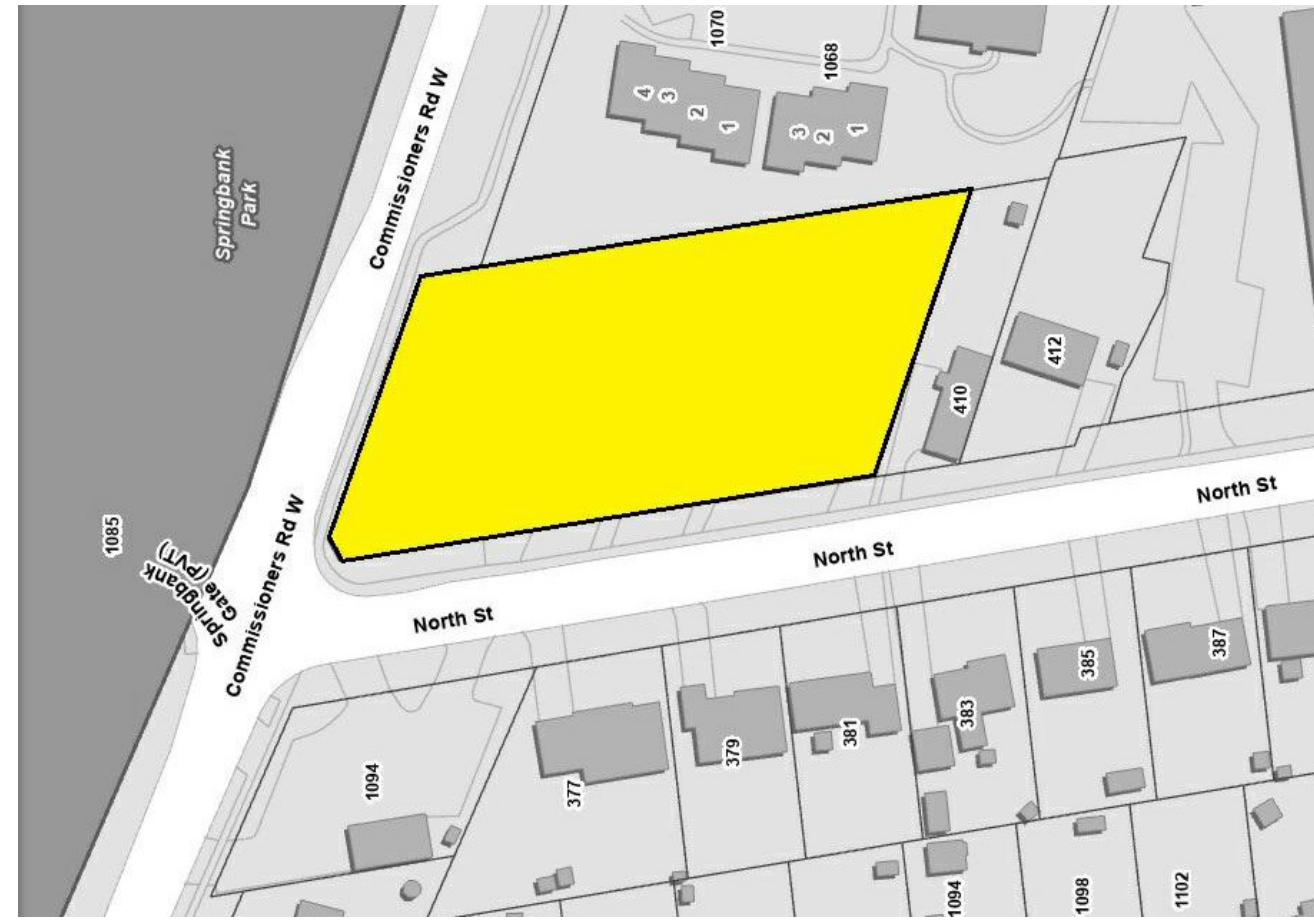 1070
1068
4
3
2
1
3
2
1
Commissioners Rd W
Springbank
Park
412
410
North St
1085
Springbank
Gate (PVT)
Commissioners Rd W
North St
North St
387
385
383
381
379
377
1094
1094
1098
1102